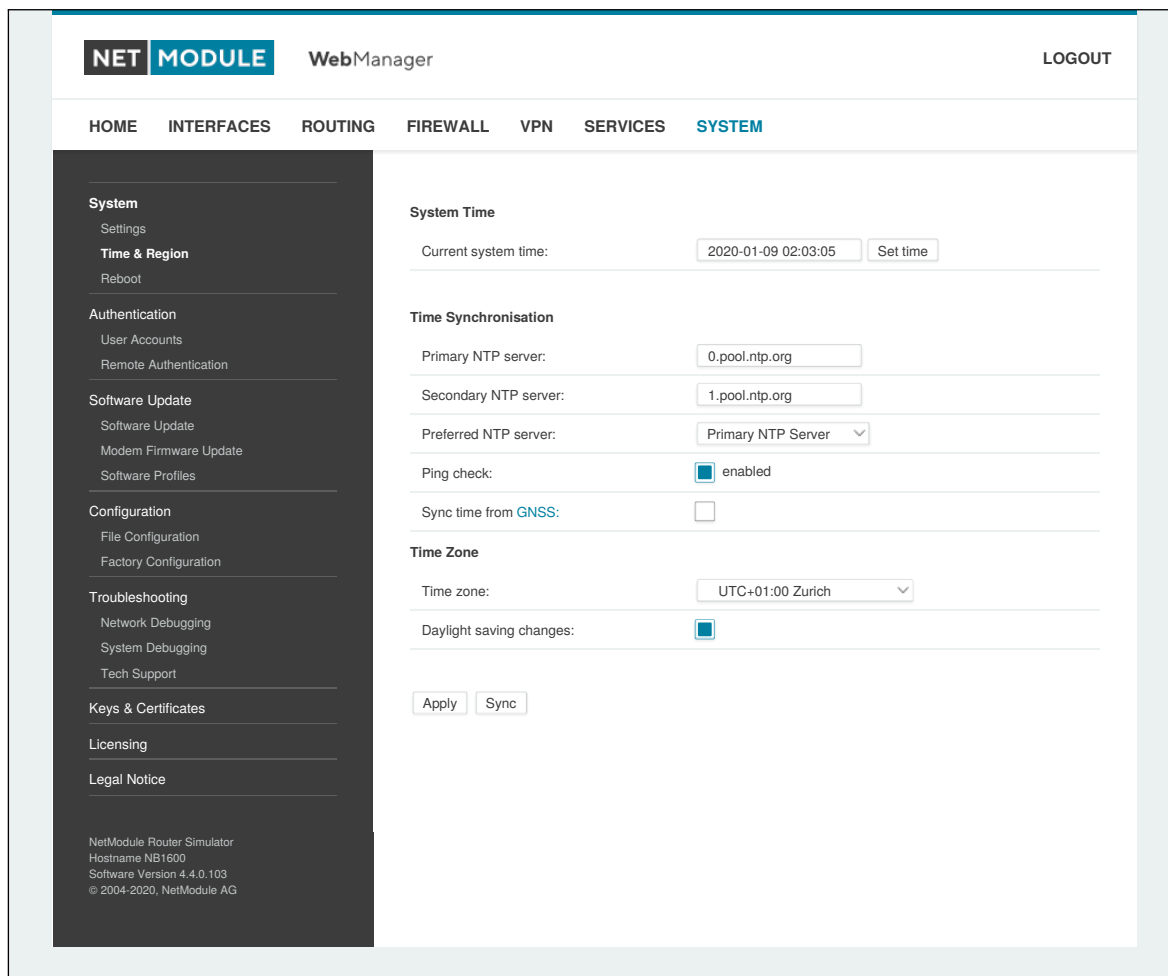 NET MODULE WebManager LOGOUT
HOME INTERFACES ROUTING FIREWALL VPN SERVICES SYSTEM
System
Settings
Time & Region
Reboot
Authentication
User Accounts
Remote Authentication
Software Update
Software Update
Modem Firmware Update
Software Profiles
Configuration
File Configuration
Factory Configuration
Troubleshooting
Network Debugging
System Debugging
Tech Support
Keys & Certificates
Licensing
Legal Notice
NetModule Router Simulator
Hostname NB1600
Software Version 4.4.0.103
© 2004-2020, NetModule AG
System Time
Current system time: 2020-01-09 02:03:05 Set time
Time Synchronisation
Primary NTP server: 0.pool.ntp.org
Secondary NTP server: 1.pool.ntp.org
Preferred NTP server: Primary NTP Server
Ping check: enabled
Sync time from GNSS:
Time Zone
Time zone: UTC+01:00 Zurich
Daylight saving changes:
Apply Sync